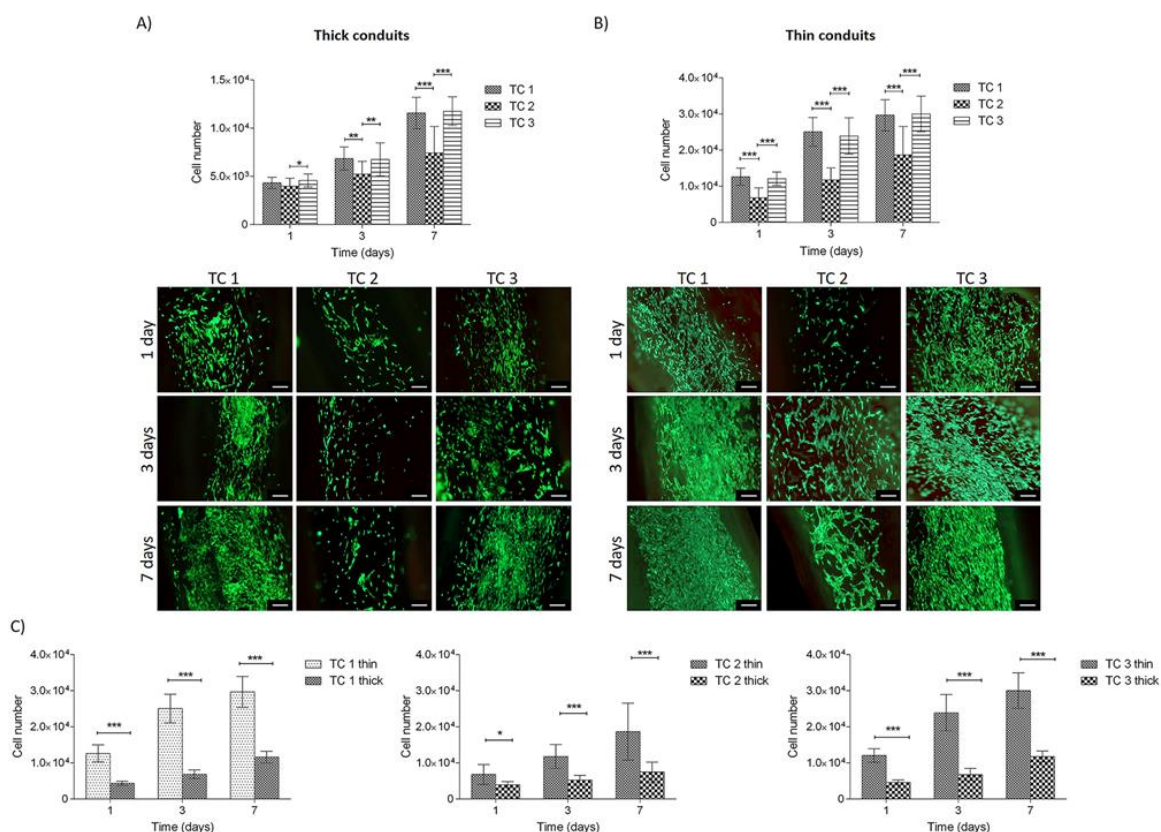 A)
Thick conduits
1.5×10⁴
1.0×10⁴
5.0×10³
0
Cell number
*
**
**
***
***
1
3
7
Time (days)
TC 1
TC 2
TC 3
B)
Thin conduits
4.0×10⁴
3.0×10⁴
2.0×10⁴
1.0×10⁴
0
Cell number
***
***
***
***
***
***
1
3
7
Time (days)
TC 1
TC 2
TC 3
TC 1 TC 2 TC 3
1 day
3 days
7 days
TC 1 TC 2 TC 3
1 day
3 days
7 days
C)
4.0×10⁴
3.0×10⁴
2.0×10⁴
1.0×10⁴
0
Cell number
***
***
***
1
3
7
Time (days)
TC 1 thin
TC 1 thick
4.0×10⁴
3.0×10⁴
2.0×10⁴
1.0×10⁴
0
Cell number
*
***
***
1
3
7
Time (days)
TC 2 thin
TC 2 thick
4.0×10⁴
3.0×10⁴
2.0×10⁴
1.0×10⁴
0
Cell number
***
***
***
1
3
7
Time (days)
TC 3 thin
TC 3 thick